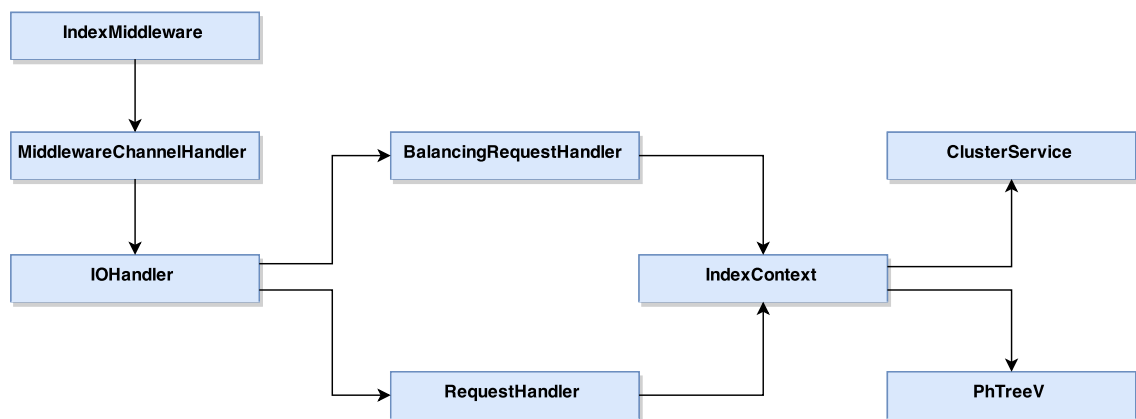 IndexMiddleware
MiddlewareChannelHandler
BalancingRequestHandler
ClusterService
IOHandler
IndexContext
RequestHandler
PhTreeV